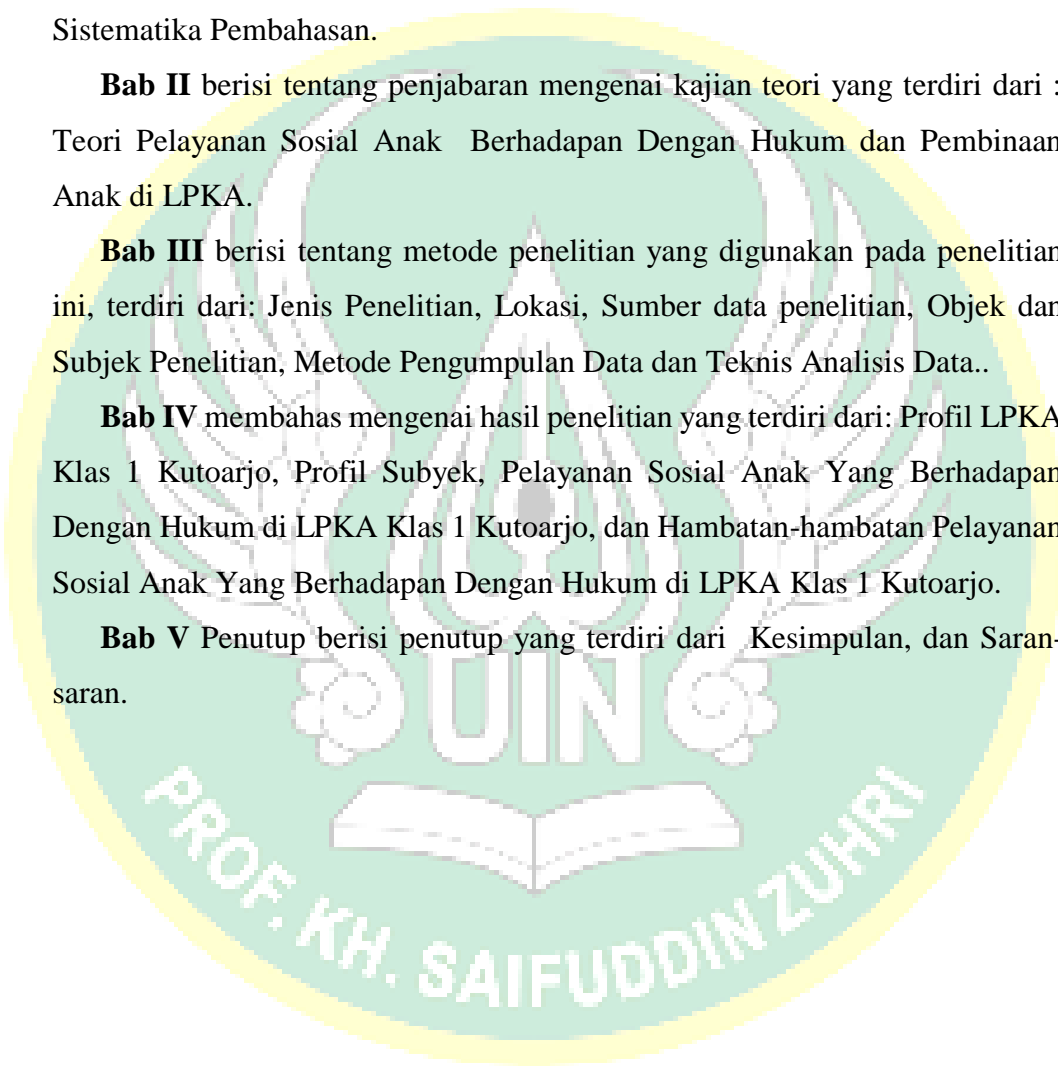 Sistematika Pembahasan.
Bab II berisi tentang penjabaran mengenai kajian teori yang terdiri dari :
Teori Pelayanan Sosial Anak Berhadapan Dengan Hukum dan Pembinaan
Anak di LPKA.
Bab III berisi tentang metode penelitian yang digunakan pada penelitian
ini, terdiri dari: Jenis Penelitian, Lokasi, Sumber data penelitian, Objek dan
Subjek Penelitian, Metode Pengumpulan Data dan Teknis Analisis Data..
Bab IV membahas mengenai hasil penelitian yang terdiri dari: Profil LPKA
Klas 1 Kutoarjo, Profil Subyek, Pelayanan Sosial Anak Yang Berhadapan
Dengan Hukum di LPKA Klas 1 Kutoarjo, dan Hambatan-hambatan Pelayanan
Sosial Anak Yang Berhadapan Dengan Hukum di LPKA Klas 1 Kutoarjo.
Bab V Penutup berisi penutup yang terdiri dari Kesimpulan, dan Saran-
saran.
UIN
PROF. KH. SAIFUDDIN ZUHRI